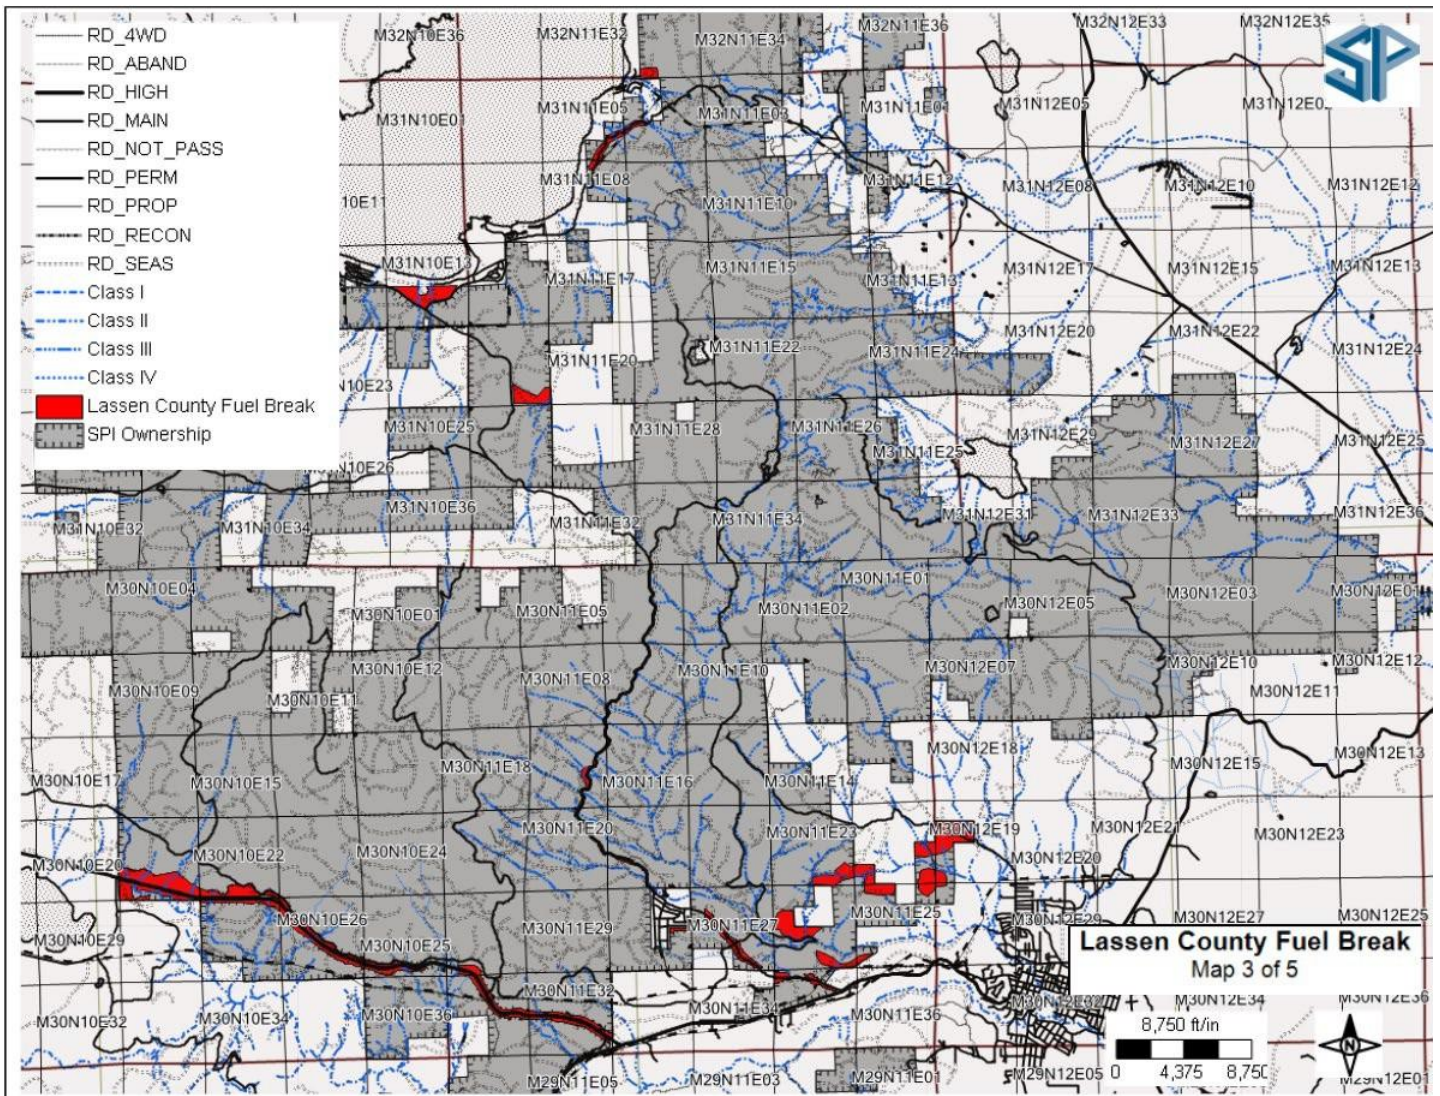 RD_4WD
RD_ABAND
RD_HIGH
RD_MAIN
RD_NOT_PASS
RD_PERM
RD_PROP
RD_RECON
RD_SEAS
Class I
Class II
Class III
Class IV
Lassen County Fuel Break
SPI Ownership
SP
M32N10E36 M32N11E32 M32N11E34 M32N11E36 M32N12E33 M32N12E35
M31N10E01 M31N11E05 M31N11E03 M31N11E01 M31N12E05
M31N11E08 M31N11E10 M31N11E12 M31N12E08 M31N12E10 M31N12E12
M31N10E13 M31N11E17 M31N11E15 M31N11E13 M31N12E17 M31N12E15 M31N12E13
M31N11E20 M31N11E22 M31N11E24 M31N12E20 M31N12E22 M31N12E24
M31N10E25 M31N11E28 M31N11E26 M31N11E25 M31N12E29 M31N12E27 M31N12E25
M31N10E32 M31N10E34 M31N10E36 M31N11E32 M31N11E34 M31N12E31 M31N12E33 M31N12E36
M30N10E04 M30N10E01 M30N11E05 M30N11E02 M30N11E01 M30N12E05 M30N12E03 M30N12E01
M30N10E09 M30N10E11 M30N10E12 M30N11E08 M30N11E10 M30N12E07 M30N12E10 M30N12E11 M30N12E12
M30N10E17 M30N10E15 M30N11E18 M30N11E16 M30N11E14 M30N12E18 M30N12E15 M30N12E13
M30N10E20 M30N10E22 M30N10E24 M30N11E20 M30N11E23 M30N12E19 M30N12E20 M30N12E21 M30N12E23
M30N10E29 M30N10E26 M30N10E25 M30N11E29 M30N11E27 M30N11E25 M30N12E29 M30N12E27 M30N12E25
M30N10E32 M30N10E34 M30N10E36 M30N11E32 M30N11E34 M30N11E36 M30N12E32 M30N12E34 M30N12E36
M29N11E05 M29N11E03 M29N11E01 M29N12E05 M29N12E01
Lassen County Fuel Break
Map 3 of 5
8,750 ft/in
0 4,375 8,750
N